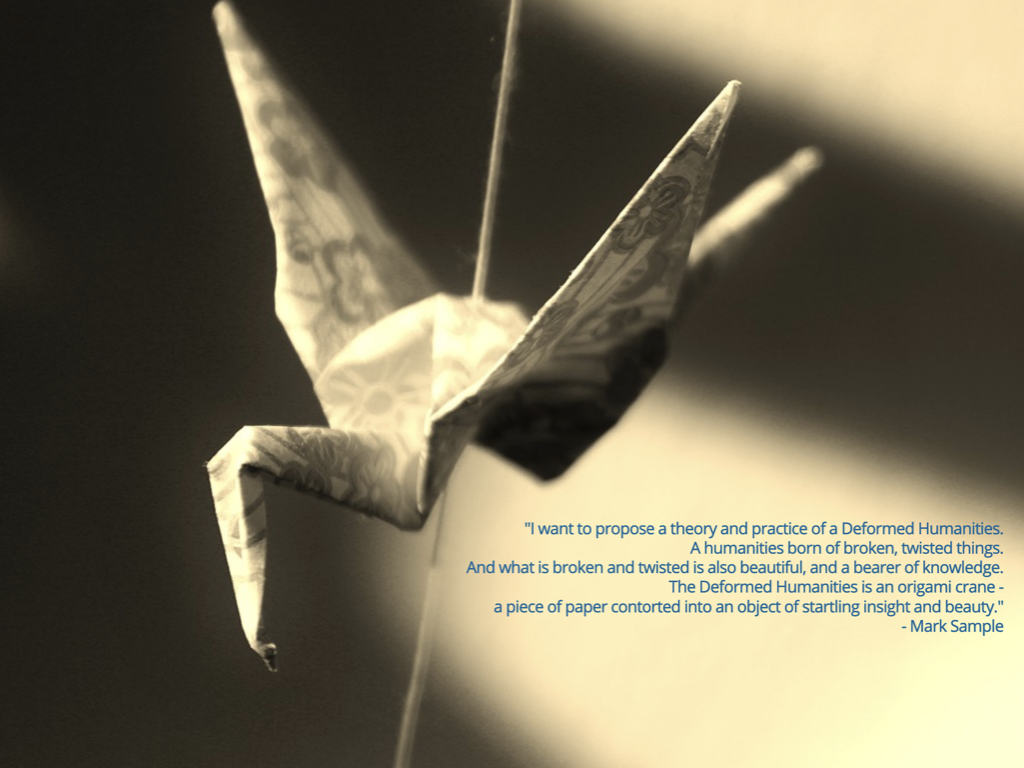 "I want to propose a theory and practice of a Deformed Humanities.
A humanities born of broken, twisted things.
And what is broken and twisted is also beautiful, and a bearer of knowledge.
The Deformed Humanities is an origami crane -
a piece of paper contorted into an object of startling insight and beauty."
- Mark Sample